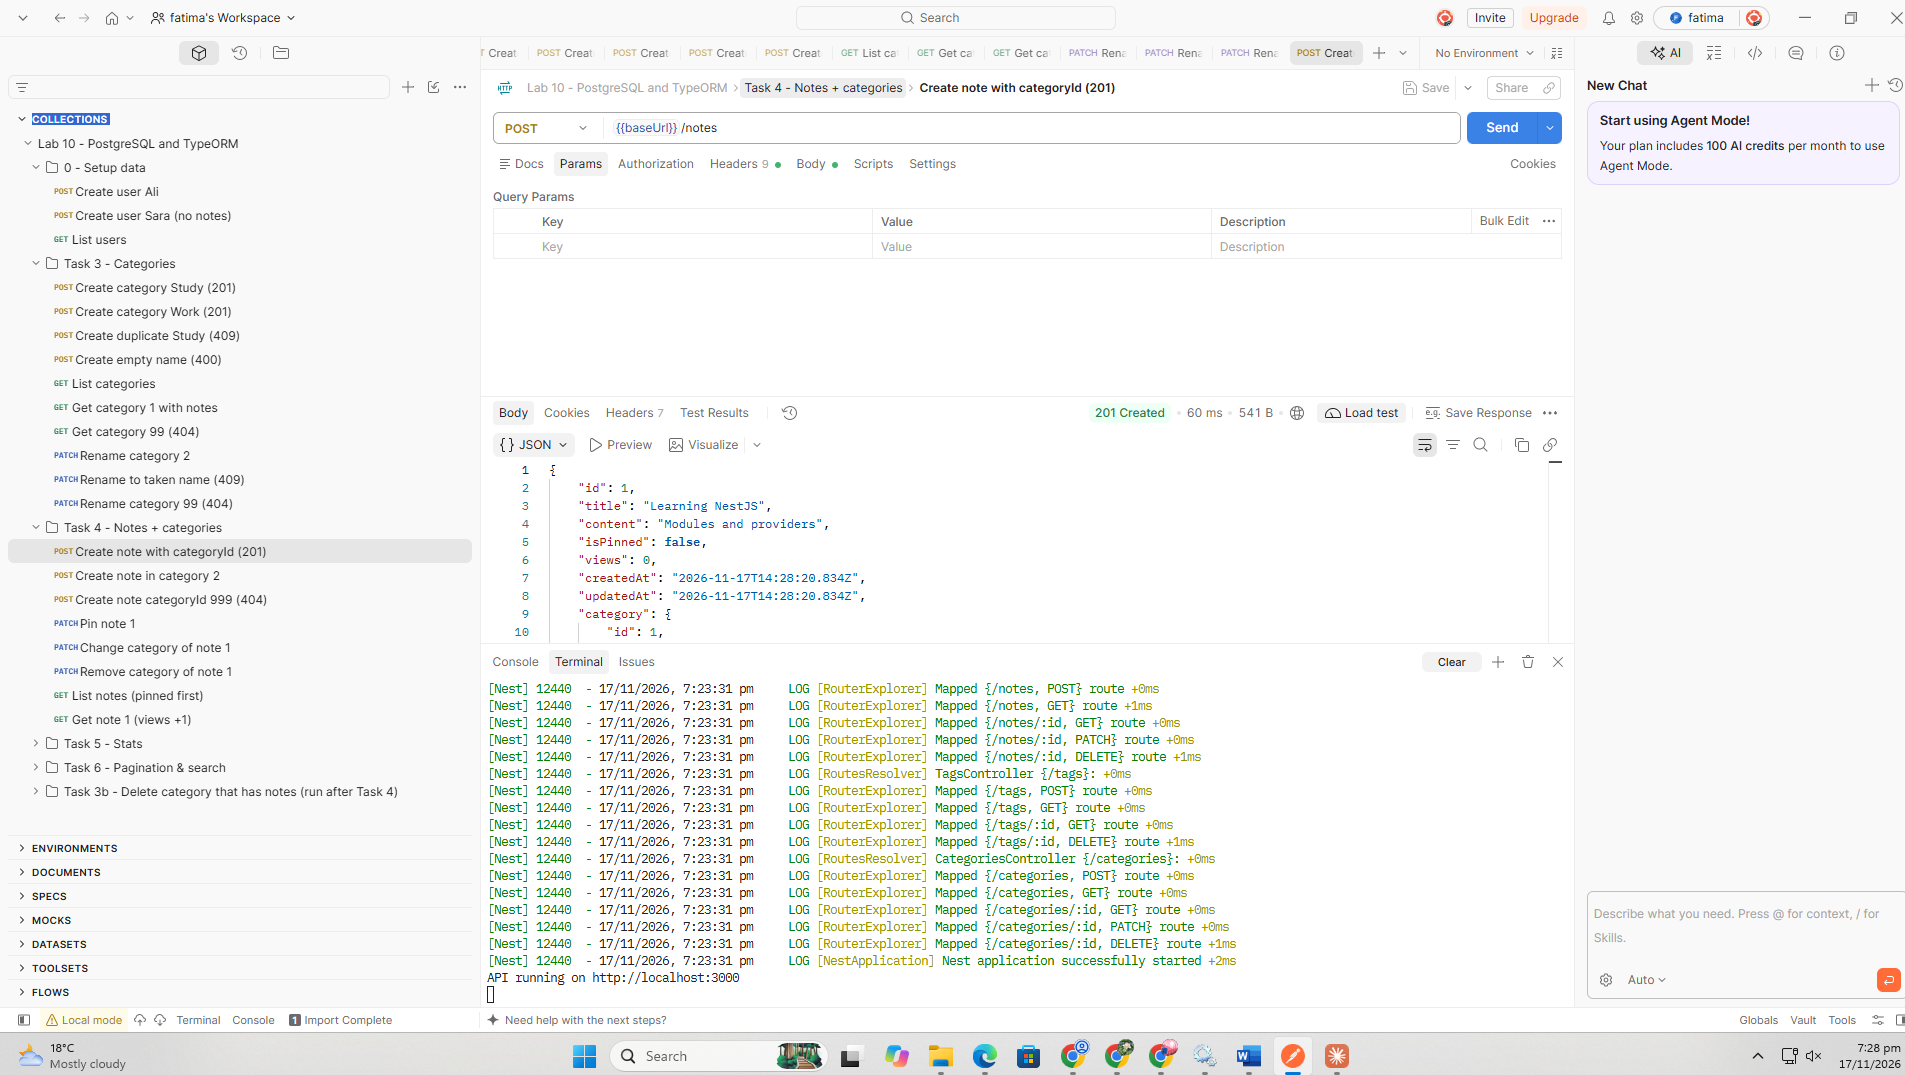 fatima's Workspace
Search
Invite
Upgrade
fatima
COLLECTIONS
Lab 10 - PostgreSQL and TypeORM
0 - Setup data
POST Create user Ali
POST Create user Sara (no notes)
GET List users
Task 3 - Categories
POST Create category Study (201)
POST Create category Work (201)
POST Create duplicate Study (409)
POST Create empty name (400)
GET List categories
GET Get category 1 with notes
GET Get category 99 (404)
PATCH Rename category 2
PATCH Rename to taken name (409)
PATCH Rename category 99 (404)
Task 4 - Notes + categories
POST Create note with categoryId (201)
POST Create note in category 2
POST Create note categoryId 999 (404)
PATCH Pin note 1
PATCH Change category of note 1
PATCH Remove category of note 1
GET List notes (pinned first)
GET Get note 1 (views +1)
Task 5 - Stats
Task 6 - Pagination & search
Task 3b - Delete category that has notes (run after Task 4)
ENVIRONMENTS
DOCUMENTS
SPECS
MOCKS
DATASETS
TOOLSETS
FLOWS
T Creat POST Creat POST Creat POST Creat POST Creat GET List ca GET Get ca GET Get ca PATCH Rena PATCH Rena PATCH Rena POST Creat No Environment
Lab 10 - PostgreSQL and TypeORM > Task 4 - Notes + categories > Create note with categoryId (201)
Save
Share
POST
{{baseUrl}}/notes
Send
Docs Params Authorization Headers 9 Body Scripts Settings Cookies
Query Params
Key Value Description Bulk Edit
Key Value Description
Body Cookies Headers 7 Test Results 201 Created 60 ms 541 B Load test e.g. Save Response
{} JSON Preview Visualize
1 {
2 "id": 1,
3 "title": "Learning NestJS",
4 "content": "Modules and providers",
5 "isPinned": false,
6 "views": 0,
7 "createdAt": "2026-11-17T14:28:20.834Z",
8 "updatedAt": "2026-11-17T14:28:20.834Z",
9 "category": {
10 "id": 1,
Console Terminal Issues Clear
[Nest] 12440 - 17/11/2026, 7:23:31 pm LOG [RouterExplorer] Mapped {/notes, POST} route +0ms
[Nest] 12440 - 17/11/2026, 7:23:31 pm LOG [RouterExplorer] Mapped {/notes, GET} route +1ms
[Nest] 12440 - 17/11/2026, 7:23:31 pm LOG [RouterExplorer] Mapped {/notes/:id, GET} route +0ms
[Nest] 12440 - 17/11/2026, 7:23:31 pm LOG [RouterExplorer] Mapped {/notes/:id, PATCH} route +0ms
[Nest] 12440 - 17/11/2026, 7:23:31 pm LOG [RouterExplorer] Mapped {/notes/:id, DELETE} route +1ms
[Nest] 12440 - 17/11/2026, 7:23:31 pm LOG [RoutesResolver] TagsController {/tags}: +0ms
[Nest] 12440 - 17/11/2026, 7:23:31 pm LOG [RouterExplorer] Mapped {/tags, POST} route +0ms
[Nest] 12440 - 17/11/2026, 7:23:31 pm LOG [RouterExplorer] Mapped {/tags, GET} route +0ms
[Nest] 12440 - 17/11/2026, 7:23:31 pm LOG [RouterExplorer] Mapped {/tags/:id, GET} route +0ms
[Nest] 12440 - 17/11/2026, 7:23:31 pm LOG [RouterExplorer] Mapped {/tags/:id, DELETE} route +1ms
[Nest] 12440 - 17/11/2026, 7:23:31 pm LOG [RoutesResolver] CategoriesController {/categories}: +0ms
[Nest] 12440 - 17/11/2026, 7:23:31 pm LOG [RouterExplorer] Mapped {/categories, POST} route +0ms
[Nest] 12440 - 17/11/2026, 7:23:31 pm LOG [RouterExplorer] Mapped {/categories, GET} route +0ms
[Nest] 12440 - 17/11/2026, 7:23:31 pm LOG [RouterExplorer] Mapped {/categories/:id, GET} route +0ms
[Nest] 12440 - 17/11/2026, 7:23:31 pm LOG [RouterExplorer] Mapped {/categories/:id, PATCH} route +0ms
[Nest] 12440 - 17/11/2026, 7:23:31 pm LOG [RouterExplorer] Mapped {/categories/:id, DELETE} route +1ms
[Nest] 12440 - 17/11/2026, 7:23:31 pm LOG [NestApplication] Nest application successfully started +2ms
API running on http://localhost:3000
AI
New Chat
Start using Agent Mode!
Your plan includes 100 AI credits per month to use
Agent Mode.
Describe what you need. Press @ for context, / for
Skills.
Auto
Local mode Terminal Console 1 Import Complete Need help with the next steps? Globals Vault Tools
18°C
Mostly cloudy
Search
7:28 pm
17/11/2026